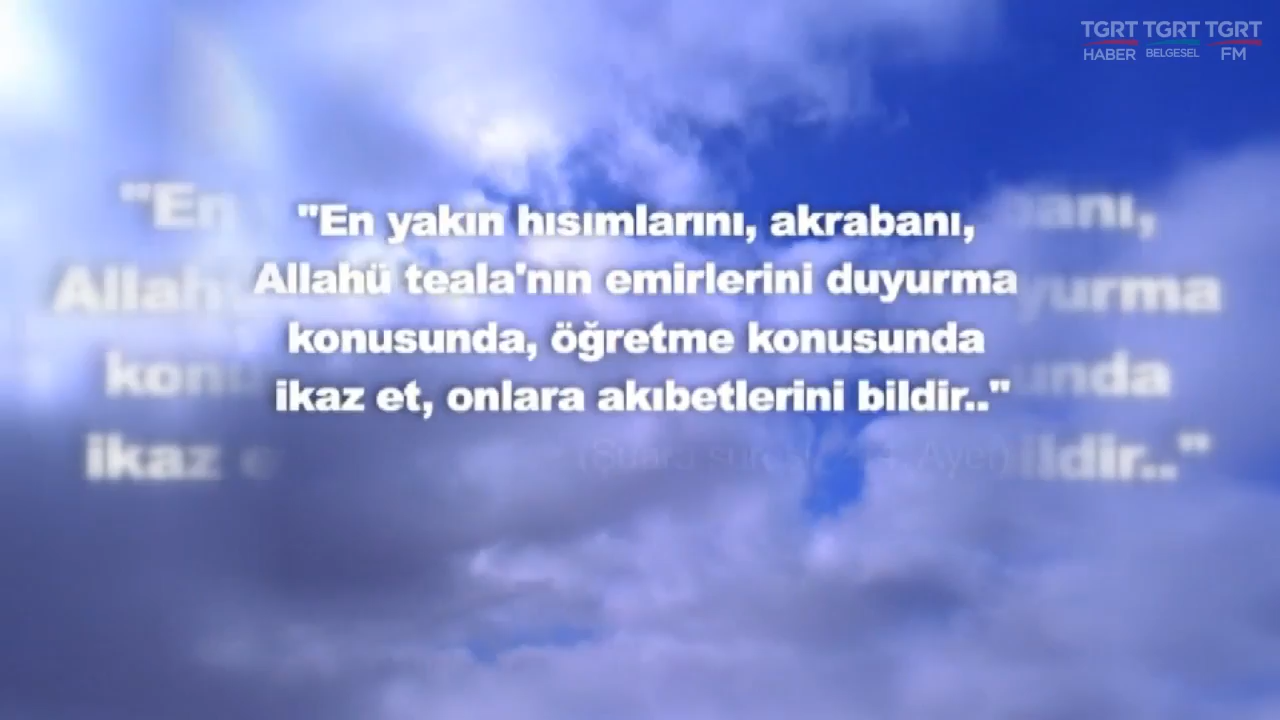 TGRT TGRT TGRT
HABER BELGESEL FM
"En yakın hısımlarını, akrabanı,
Allahü teala'nın emirlerini duyurma
konusunda, öğretme konusunda
ikaz et, onlara akıbetlerini bildir.."